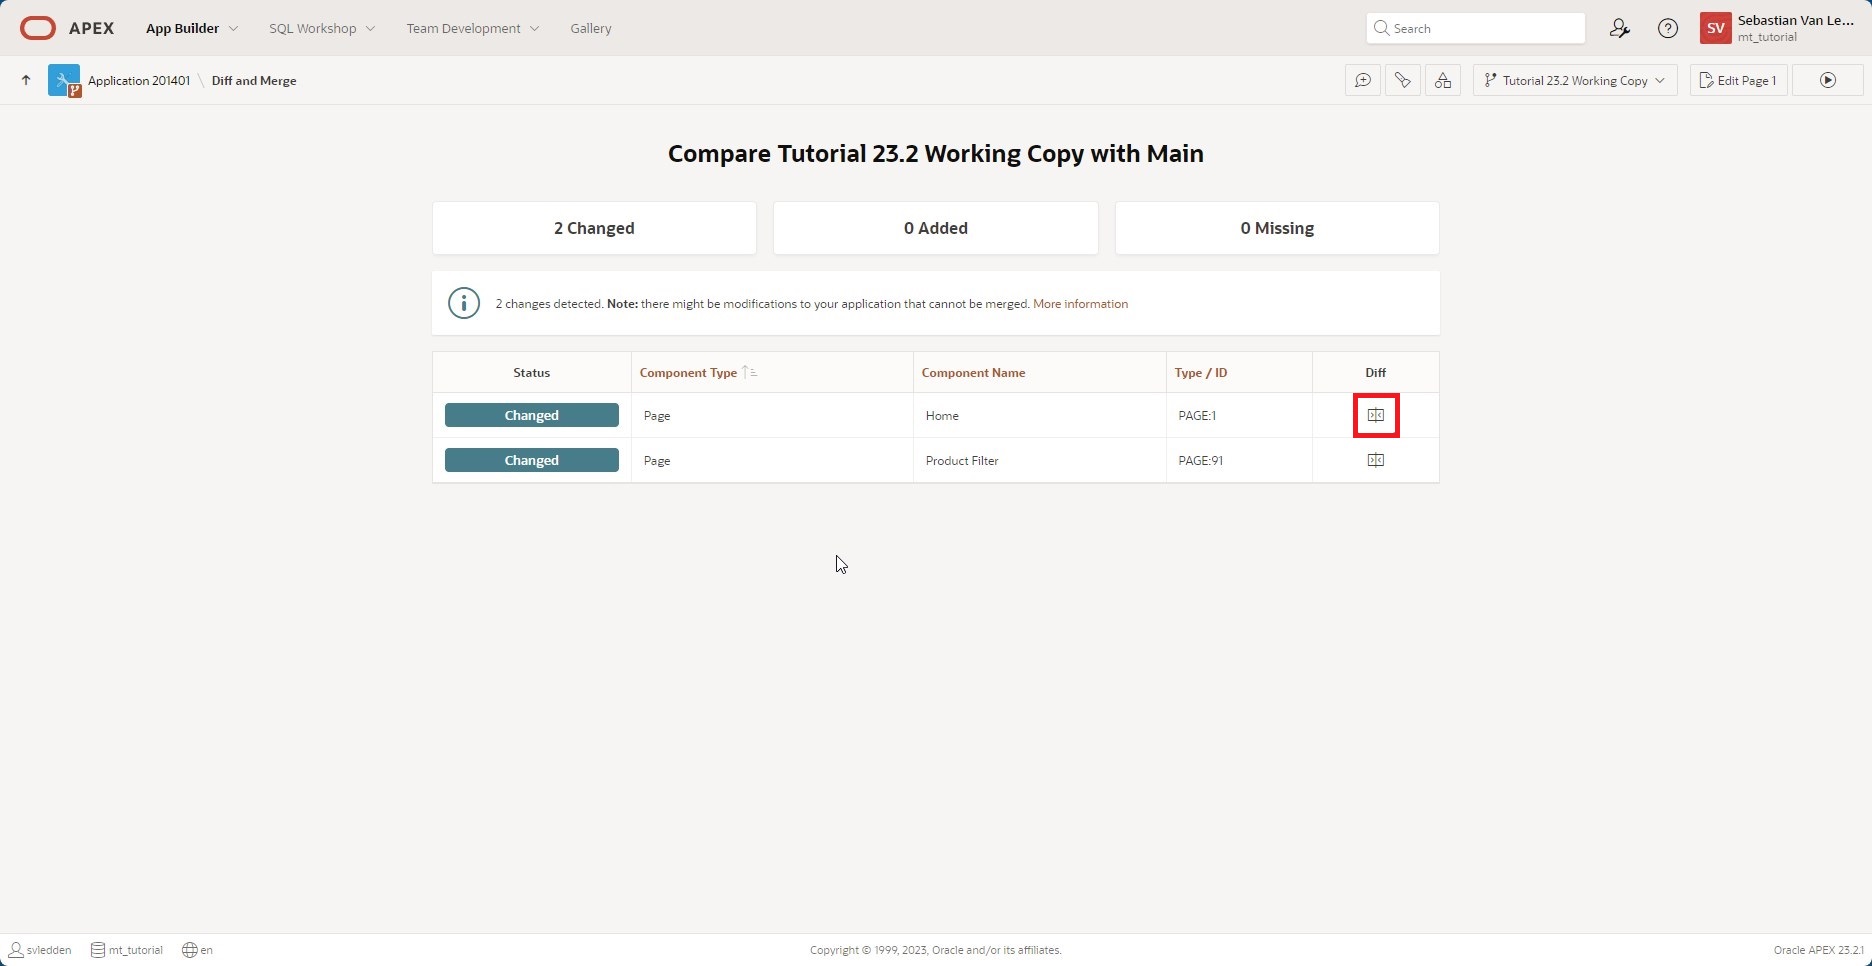 APEX App Builder SQL Workshop Team Development Gallery Search SV Sebastian Van Le...
mt_tutorial
Application 201401 \ Diff and Merge Tutorial 23.2 Working Copy Edit Page 1
Compare Tutorial 23.2 Working Copy with Main
2 Changed 0 Added 0 Missing
2 changes detected. Note: there might be modifications to your application that cannot be merged. More information
Status Component Type Component Name Type / ID Diff
Changed Page Home PAGE:1
Changed Page Product Filter PAGE:91
svledden mt_tutorial en Copyright © 1999, 2023, Oracle and/or its affiliates. Oracle APEX 23.2.1